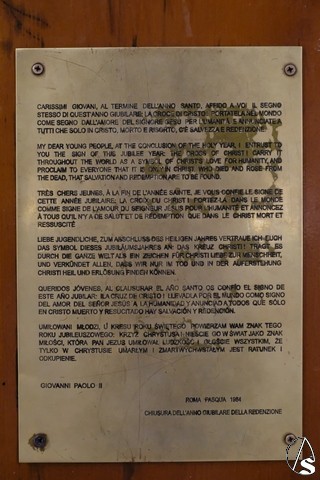 CARISSIMI GIOVANI, AL TERMINE DELL'ANNO SANTO, AFFIDO A VOI IL SEGNO
STESSO DI QUEST'ANNO GIUBILARE: LA CROCE DI CRISTO! PORTATELA NEL MONDO
COME SEGNO DELL'AMORE DEL SIGNORE GESÙ PER L'UMANITÀ E ANNUNCIATE A
TUTTI CHE SOLO IN CRISTO, MORTO E RISORTO, C'È SALVEZZA E REDENZIONE
MY DEAR YOUNG PEOPLE, AT THE CONCLUSION OF THE HOLY YEAR, I ENTRUST TO
YOU THE SIGN OF THIS JUBILEE YEAR: THE CROSS OF CHRIST! CARRY IT
THROUGHOUT THE WORLD AS A SYMBOL OF CHRIST'S LOVE FOR HUMANITY AND
PROCLAIM TO EVERYONE THAT IT IS ONLY IN CHRIST, WHO DIED AND ROSE FROM
THE DEAD, THAT SALVATION AND REDEMPTION ARE TO BE FOUND.
TRÈS CHERS JEUNES, À LA FIN DE L'ANNÉE SAINTE, JE VOUS CONFIE LE SIGNE DE
CETTE ANNÉE JUBILAIRE: LA CROIX DU CHRIST! PORTEZ-LA DANS LE MONDE
COMME SIGNE DE L'AMOUR DU SEIGNEUR JÉSUS POUR L'HUMANITÉ ET ANNONCEZ
À TOUS QU'IL N'Y A DE SALUT ET DE RÉDEMPTION QUE DANS LE CHRIST MORT ET
RESSUSCITÉ
LIEBE JUGENDLICHE, ZUM ABSCHLUSS DES HEILIGEN JAHRES VERTRAUE ICH EUCH
DAS SYMBOL DIESES JUBILÄUMSJAHRES AN: DAS KREUZ CHRISTI! TRAGT ES
DURCH DIE GANZE WELT ALS EIN ZEICHEN FÜR CHRISTI LIEBE ZUR MENSCHHEIT,
UND VERKÜNDET ALLEN, DASS WIR NUR IM TOD UND IN DER AUFERSTEHUNG
CHRISTI HEIL UND ERLÖSUNG FINDEN KÖNNEN.
QUERIDOS JÓVENES, AL CLAUSURAR EL AÑO SANTO OS CONFÍO EL SIGNO DE
ESTE AÑO JUBILAR: ¡LA CRUZ DE CRISTO! LLEVADLA POR EL MUNDO COMO SIGNO
DEL AMOR DEL SEÑOR JESÚS A LA HUMANIDAD, Y ANUNCIAD A TODOS QUE SÓLO
EN CRISTO MUERTO Y RESUCITADO HAY SALVACIÓN Y REDENCIÓN.
UMIŁOWANI MŁODZI, U KRESU ROKU ŚWIĘTEGO POWIERZAM WAM ZNAK TEGO
ROKU JUBILEUSZOWEGO: KRZYŻ CHRYSTUSA! NIEŚCIE GO W ŚWIAT JAKO ZNAK
MIŁOŚCI, KTÓRĄ PAN JEZUS UMIŁOWAŁ LUDZKOŚĆ I GŁOŚCIE WSZYSTKIM, ŻE
TYLKO W CHRYSTUSIE UMARŁYM I ZMARTWYCHWSTAŁYM JEST RATUNEK I
ODKUPIENIE.
GIOVANNI PAOLO II
ROMA PASQUA 1984
CHIUSURA DELL'ANNO GIUBILARE DELLA REDENZIONE